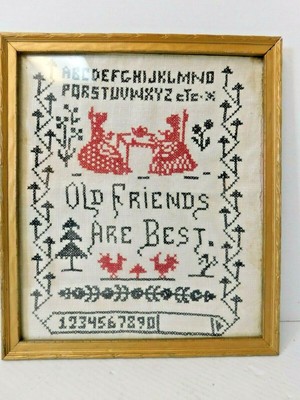 ABCDEFGHIJKLMNO
PQRSTUVWXYZ eTc.
OLD FRIENDS
ARE BEST.
1234567890